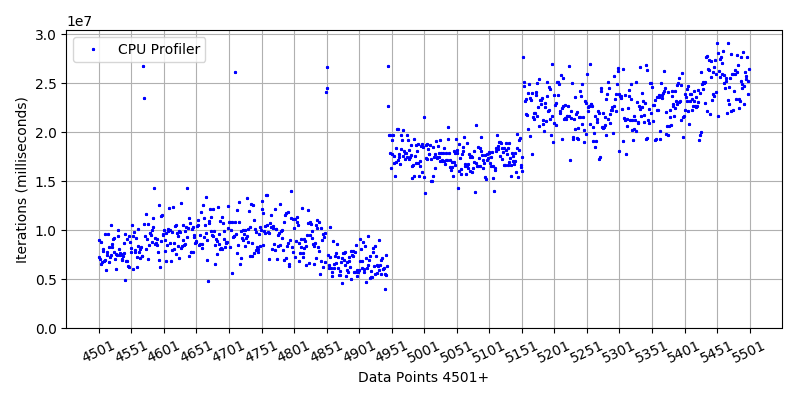 1e7
CPU Profiler
3.0
2.5
2.0
1.5
1.0
0.5
0.0
Iterations (milliseconds)
4501 4551 4601 4651 4701 4751 4801 4851 4901 4951 5001 5051 5101 5151 5201 5251 5301 5351 5401 5451 5501
Data Points 4501+